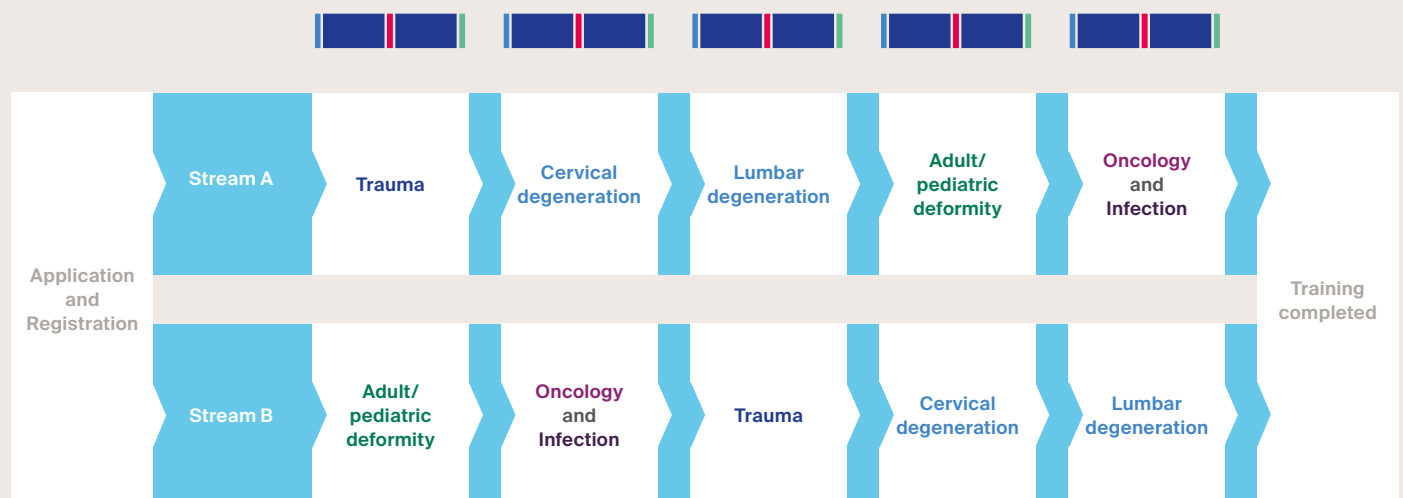 Application
and
Registration
Stream A
Trauma
Cervical
degeneration
Lumbar
degeneration
Adult/
pediatric
deformity
Oncology
and
Infection
Stream B
Adult/
pediatric
deformity
Oncology
and
Infection
Trauma
Cervical
degeneration
Lumbar
degeneration
Training
completed